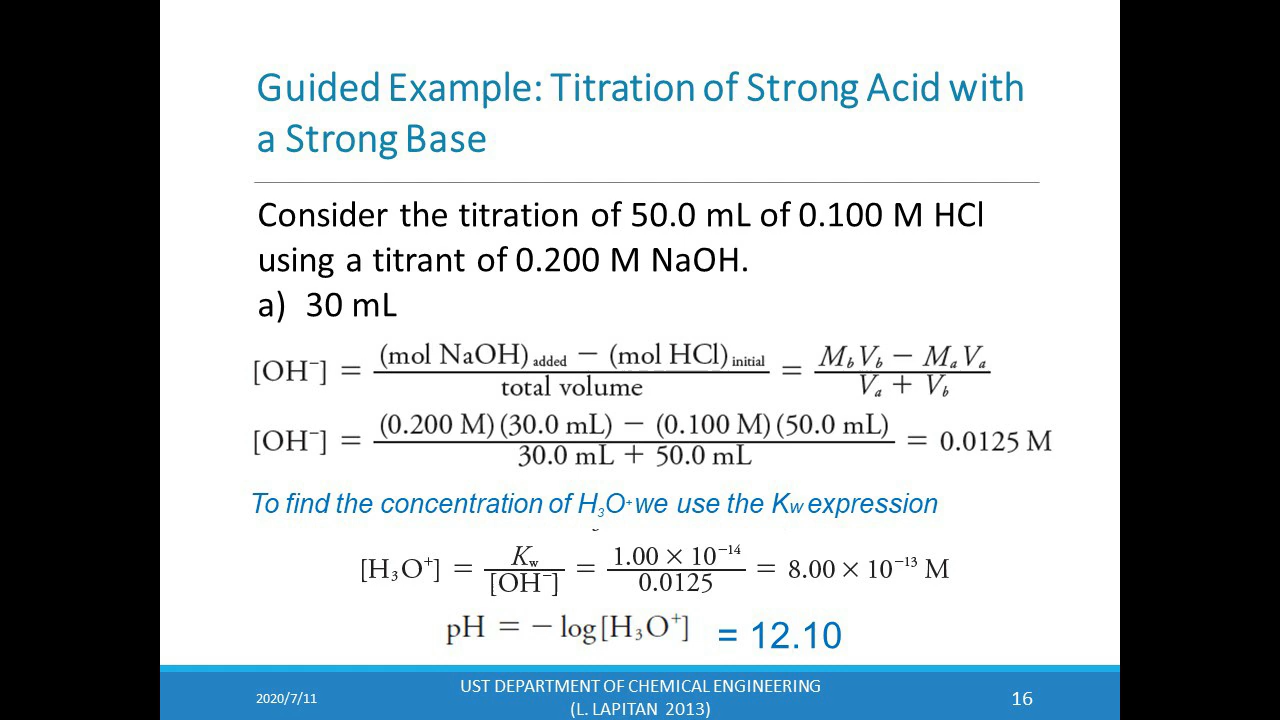 Guided Example: Titration of Strong Acid with
a Strong Base
Consider the titration of 50.0 mL of 0.100 M HCl
using a titrant of 0.200 M NaOH.
a) 30 mL
[OH⁻] = (mol NaOH)added − (mol HCl)initial / total volume = MbVb − MaVa / Va + Vb
[OH⁻] = (0.200 M)(30.0 mL) − (0.100 M)(50.0 mL) / 30.0 mL + 50.0 mL = 0.0125 M
To find the concentration of H₃O⁺ we use the Kw expression
[H₃O⁺] = Kw / [OH⁻] = 1.00 × 10⁻¹⁴ / 0.0125 = 8.00 × 10⁻¹³ M
pH = − log[H₃O⁺] = 12.10
2020/7/11
UST DEPARTMENT OF CHEMICAL ENGINEERING
(L. LAPITAN 2013)
16